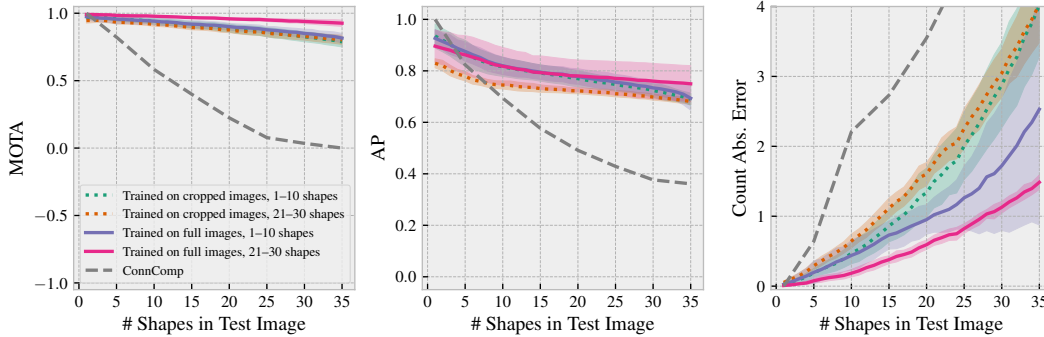 MOTA
1.0
0.5
0.0
−0.5
−1.0
Trained on cropped images, 1–10 shapes
Trained on cropped images, 21–30 shapes
Trained on full images, 1–10 shapes
Trained on full images, 21–30 shapes
ConnComp
0 5 10 15 20 25 30 35
# Shapes in Test Image
AP
1.0
0.8
0.6
0.4
0.2
0.0
0 5 10 15 20 25 30 35
# Shapes in Test Image
Count Abs. Error
4
3
2
1
0
0 5 10 15 20 25 30 35
# Shapes in Test Image